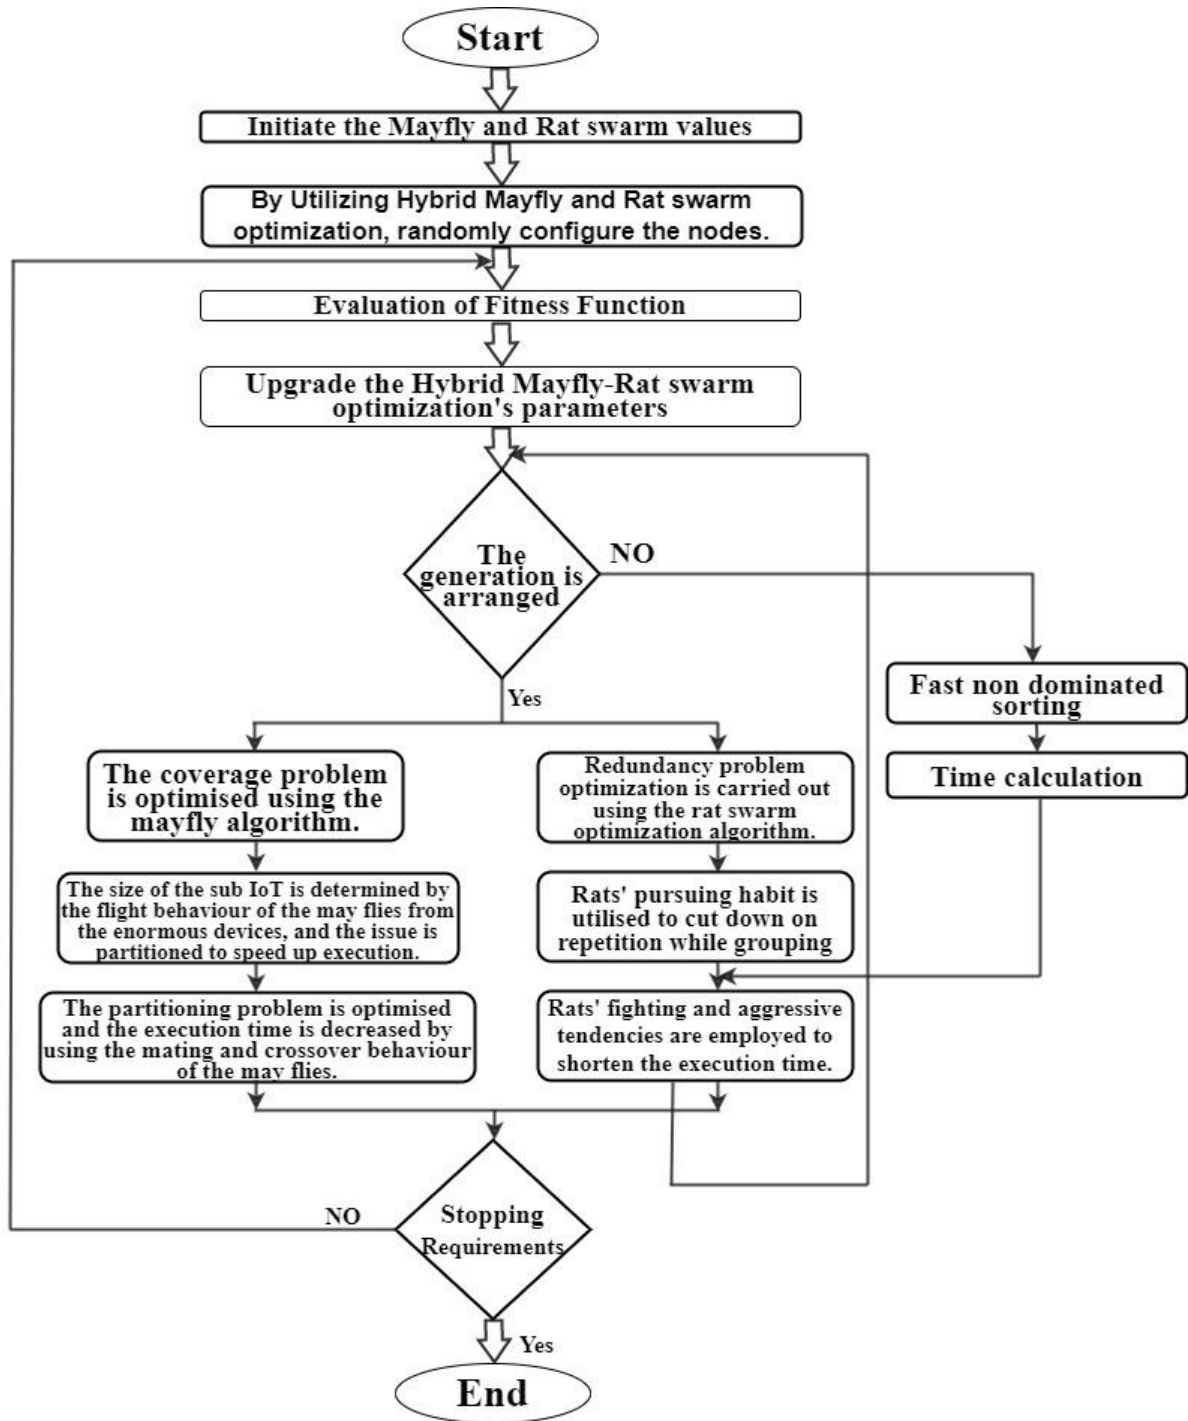 Start
Initiate the Mayfly and Rat swarm values
By Utilizing Hybrid Mayfly and Rat swarm
optimization, randomly configure the nodes.
Evaluation of Fitness Function
Upgrade the Hybrid Mayfly-Rat swarm
optimization's parameters
The
generation is
arranged
NO
Yes
Fast non dominated
sorting
Time calculation
The coverage problem
is optimised using the
mayfly algorithm.
The size of the sub IoT is determined by
the flight behaviour of the may flies from
the enormous devices, and the issue is
partitioned to speed up execution.
The partitioning problem is optimised
and the execution time is decreased by
using the mating and crossover behaviour
of the may flies.
Redundancy problem
optimization is carried out
using the rat swarm
optimization algorithm.
Rats' pursuing habit is
utilised to cut down on
repetition while grouping
Rats' fighting and aggressive
tendencies are employed to
shorten the execution time.
Stopping
Requirements
NO
Yes
End